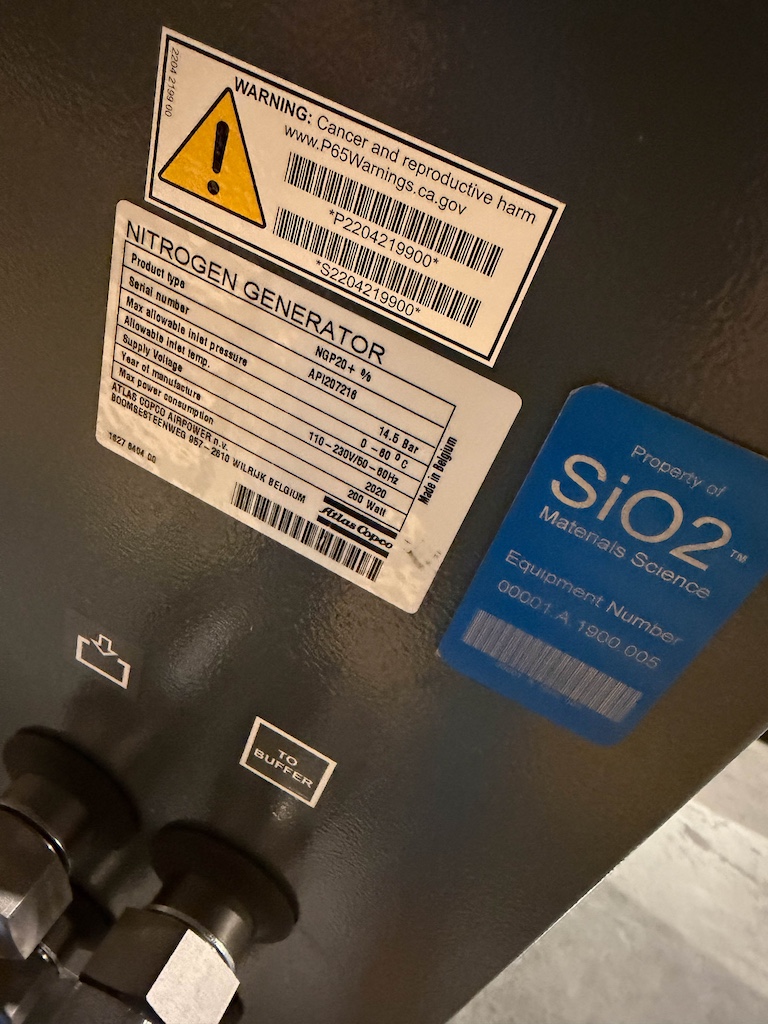 2204 2199 00
WARNING: Cancer and reproductive harm
www.P65Warnings.ca.gov
*P2204219900*
*S2204219900*
NITROGEN GENERATOR
Product type NGP20+ %
Serial number API207216
Max allowable inlet pressure 14.5 Bar
Allowable inlet temp. 0-60 ºC
Supply Voltage 110-230V/50-60Hz
Year of manufacture 2020
Max power consumption 200 Watt
ATLAS COPCO AIRPOWER n.v.
BOOMSESTEENWEG 957-2610 WILRIJK BELGIUM
Made in Belgium
1627 8404 00
Atlas Copco
Property of
SiO2™
Materials Science
Equipment Number
00001.A.1900.005
TO
BUFFER